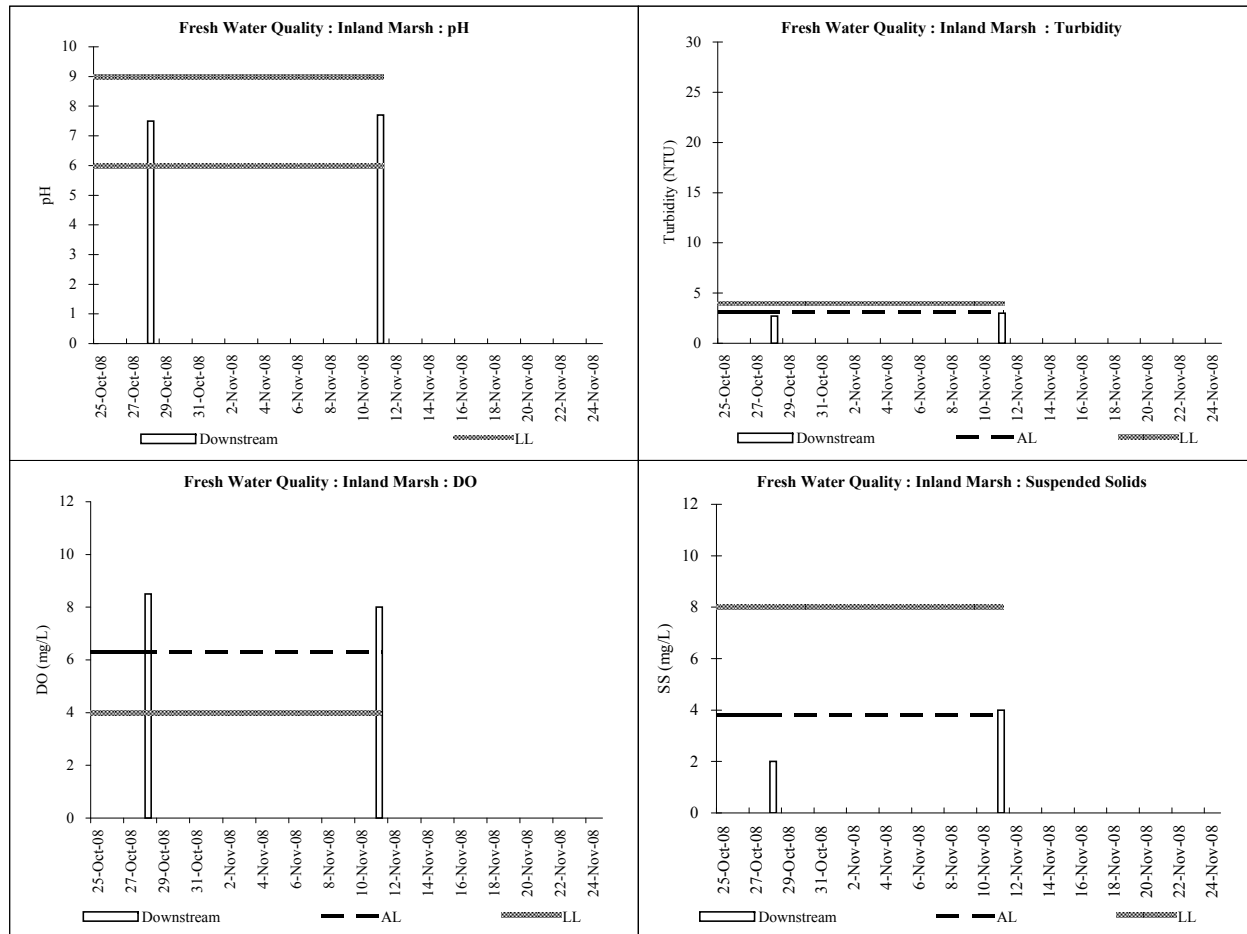 Fresh Water Quality : Inland Marsh : pH
10
9
8
7
6
5
4
3
2
1
0
pH
25-Oct-08
27-Oct-08
29-Oct-08
31-Oct-08
2-Nov-08
4-Nov-08
6-Nov-08
8-Nov-08
10-Nov-08
12-Nov-08
14-Nov-08
16-Nov-08
18-Nov-08
20-Nov-08
22-Nov-08
24-Nov-08
Downstream LL
Fresh Water Quality : Inland Marsh : Turbidity
30
25
20
15
10
5
0
Turbidity (NTU)
25-Oct-08
27-Oct-08
29-Oct-08
31-Oct-08
2-Nov-08
4-Nov-08
6-Nov-08
8-Nov-08
10-Nov-08
12-Nov-08
14-Nov-08
16-Nov-08
18-Nov-08
20-Nov-08
22-Nov-08
24-Nov-08
Downstream AL LL
Fresh Water Quality : Inland Marsh : DO
12
10
8
6
4
2
0
DO (mg/L)
25-Oct-08
27-Oct-08
29-Oct-08
31-Oct-08
2-Nov-08
4-Nov-08
6-Nov-08
8-Nov-08
10-Nov-08
12-Nov-08
14-Nov-08
16-Nov-08
18-Nov-08
20-Nov-08
22-Nov-08
24-Nov-08
Downstream AL LL
Fresh Water Quality : Inland Marsh : Suspended Solids
12
10
8
6
4
2
0
SS (mg/L)
25-Oct-08
27-Oct-08
29-Oct-08
31-Oct-08
2-Nov-08
4-Nov-08
6-Nov-08
8-Nov-08
10-Nov-08
12-Nov-08
14-Nov-08
16-Nov-08
18-Nov-08
20-Nov-08
22-Nov-08
24-Nov-08
Downstream AL LL